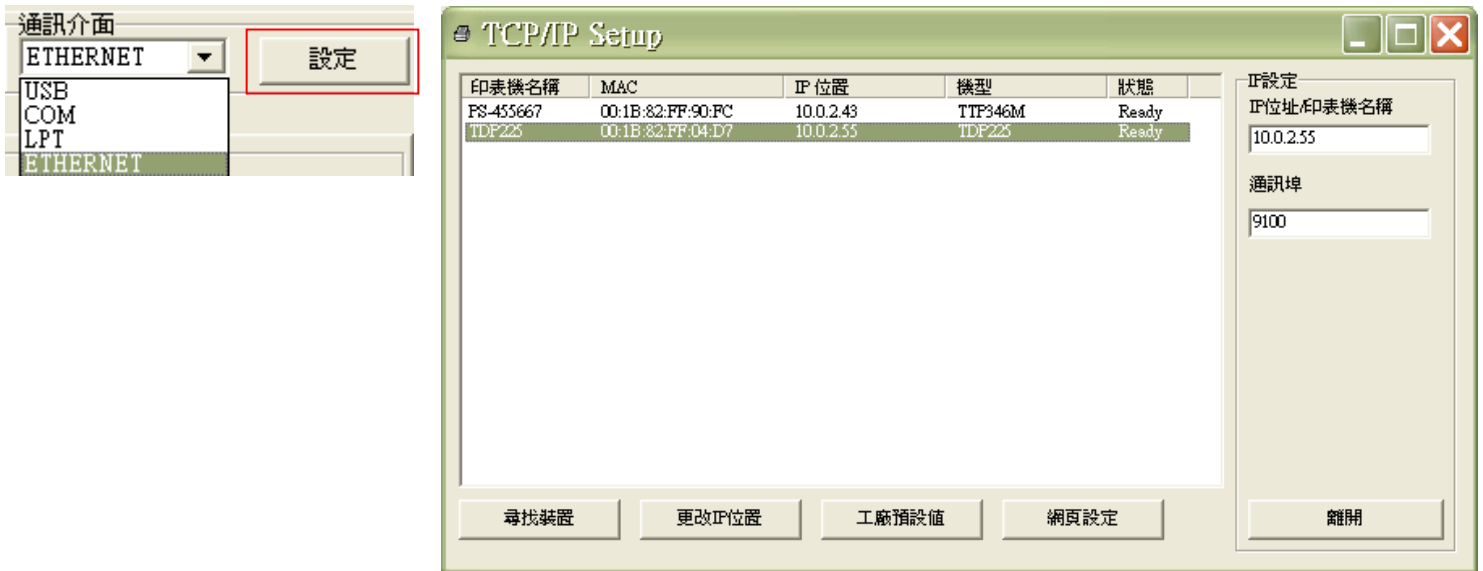 通訊介面
ETHERNET
設定
USB
COM
LPT
ETHERNET
TCP/IP Setup
印表機名稱 MAC IP 位置 機型 狀態
PS-455667 00:1B:82:FF:90:FC 10.0.2.43 TTP346M Ready
TDP225 00:1B:82:FF:04:D7 10.0.2.55 TDP225 Ready
IP設定
IP位址/印表機名稱
10.0.2.55
通訊埠
9100
尋找裝置 更改IP位置 工廠預設值 網頁設定 離開